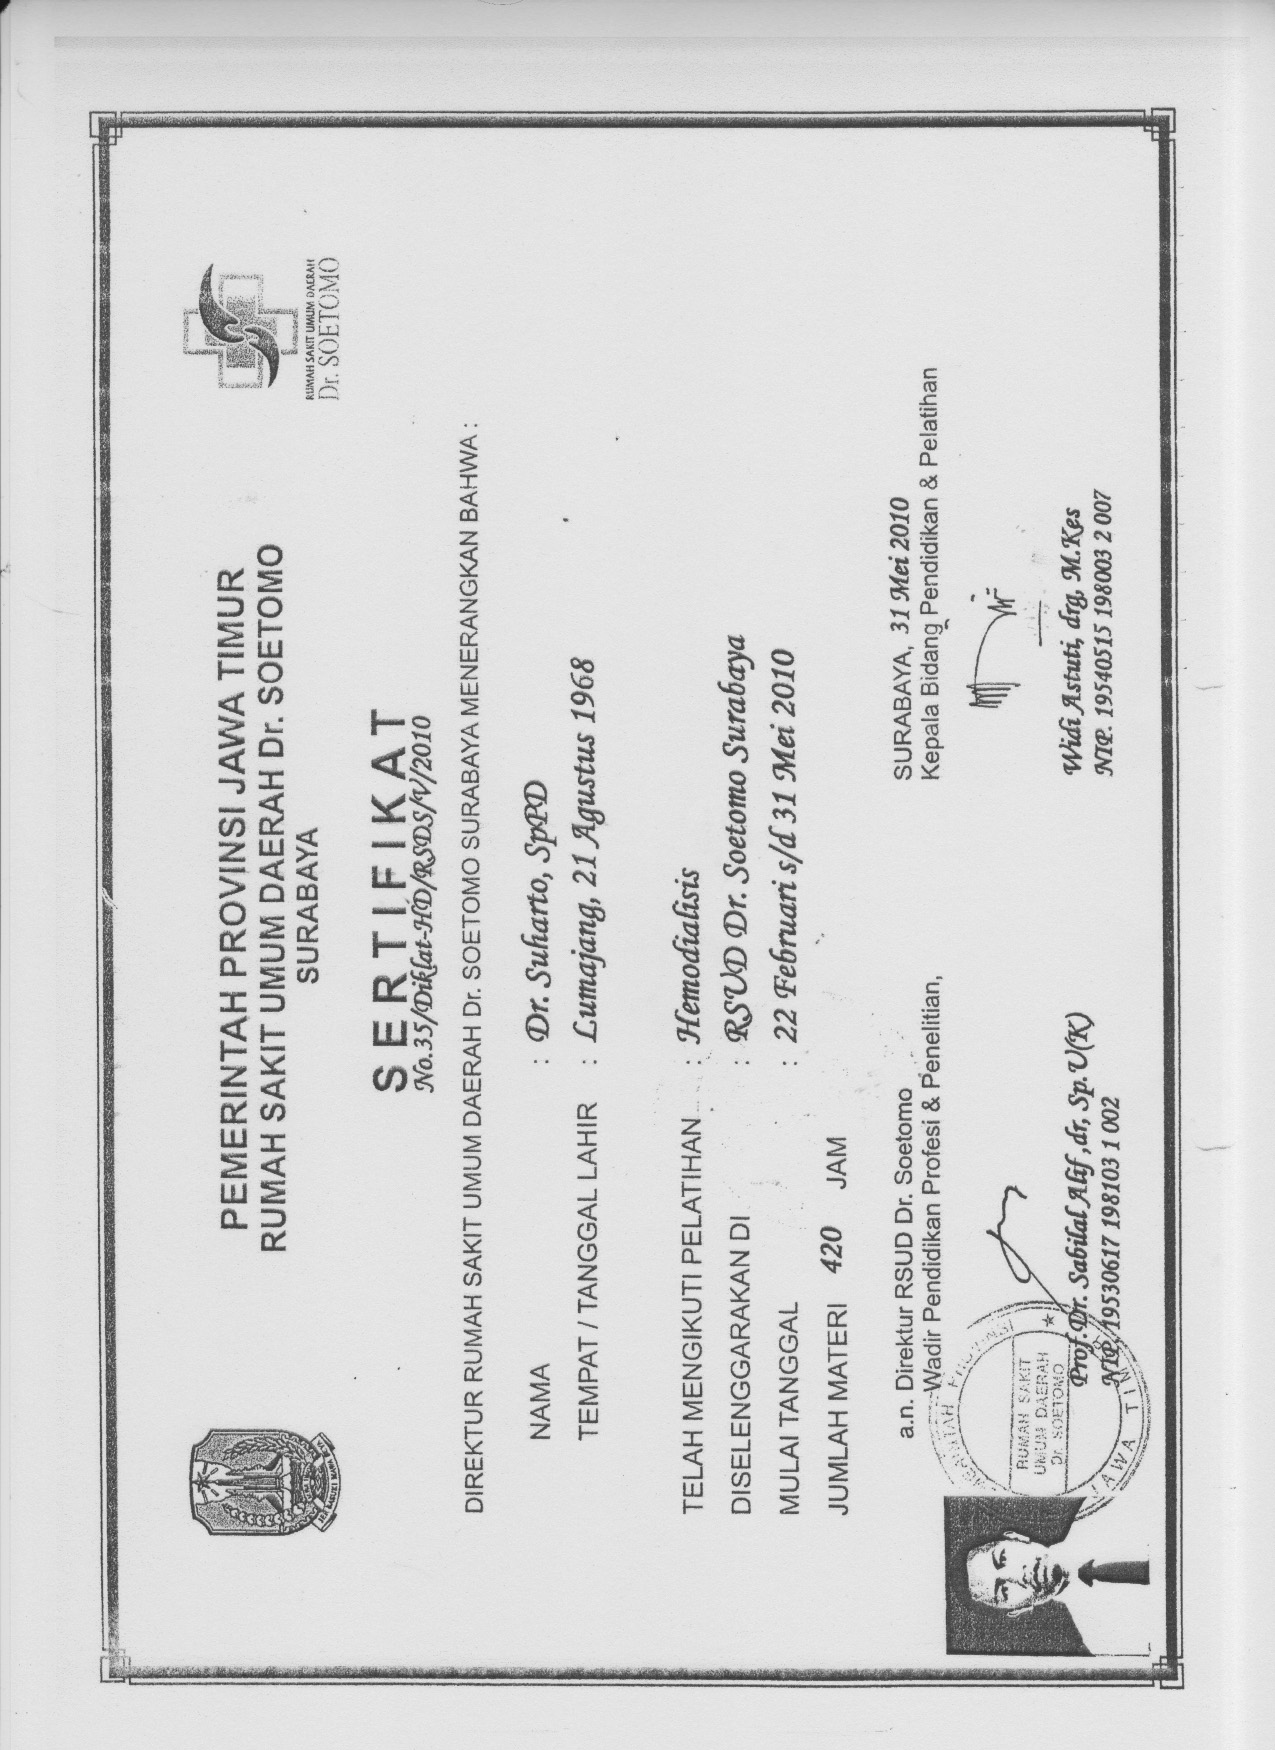 PEMERINTAH PROVINSI JAWA TIMUR
RUMAH SAKIT UMUM DAERAH Dr. SOETOMO
SURABAYA
RUMAH SAKIT UMUM DAERAH
Dr. SOETOMO
JER BASUKI MAWA BEYA
SERTIFIKAT
No.35/Diklat-HD/RSDS/V/2010
DIREKTUR RUMAH SAKIT UMUM DAERAH Dr. SOETOMO SURABAYA MENERANGKAN BAHWA :
NAMA : Dr. Suharto, SpPD
TEMPAT / TANGGAL LAHIR : Lumajang, 21 Agustus 1968
TELAH MENGIKUTI PELATIHAN : Hemodialisis
DISELENGGARAKAN DI : RSUD Dr. Soetomo Surabaya
MULAI TANGGAL : 22 Februari s/d 31 Mei 2010
JUMLAH MATERI 420 JAM
a.n. Direktur RSUD Dr. Soetomo
Wadir Pendidikan Profesi & Penelitian,
RUMAH SAKIT
UMUM DAERAH
Dr. SOETOMO
JAWA TIMUR
Prof.Dr. Sabilal Alif ,dr, Sp.U(K)
NIP. 19530617 198103 1 002
SURABAYA, 31 Mei 2010
Kepala Bidang Pendidikan & Pelatihan
Widi Astuti, drg, M.Kes
NIP. 19540515 198003 2 007